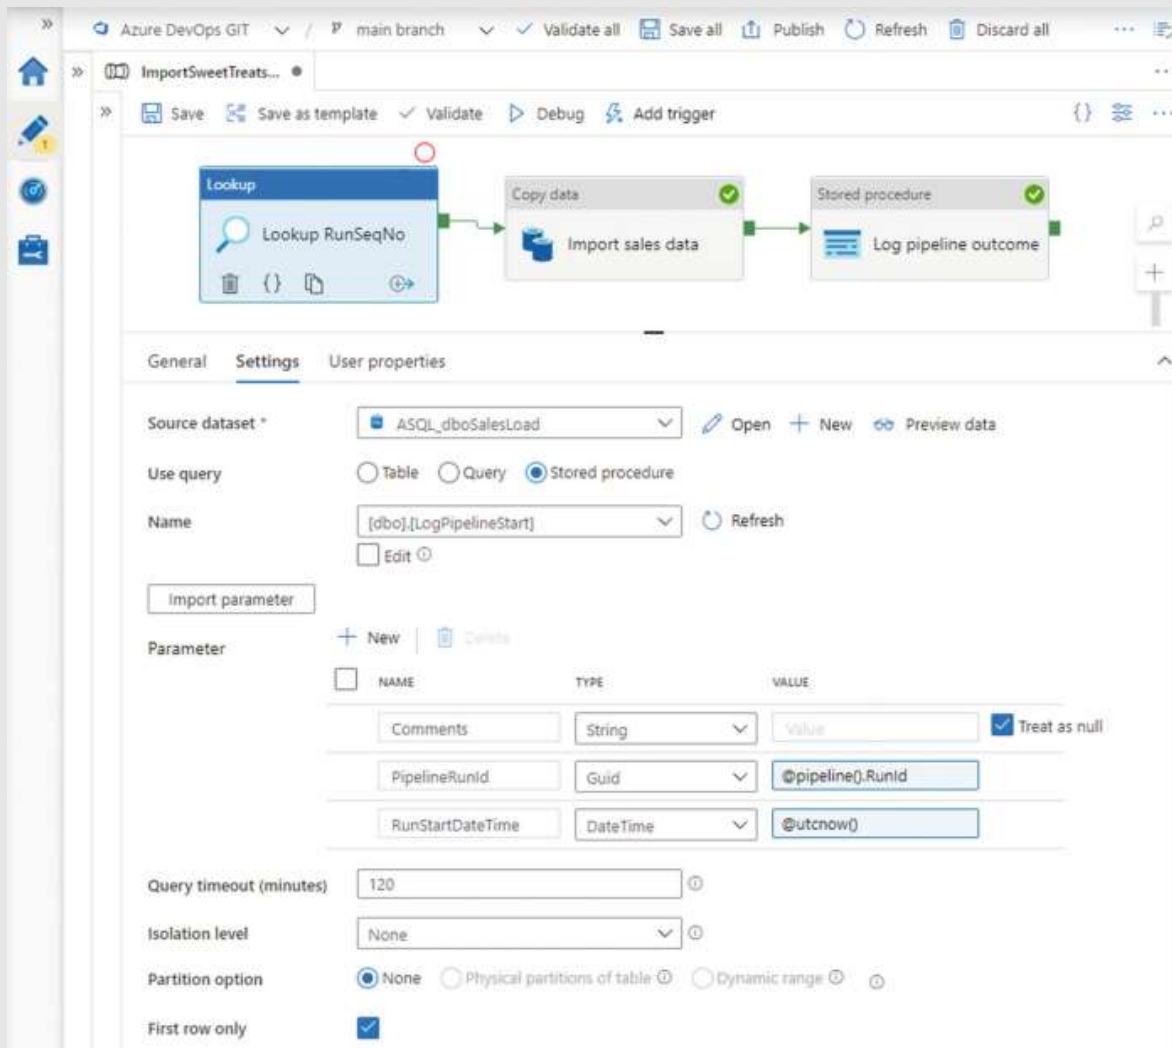 Azure DevOps GIT / main branch Validate all Save all Publish Refresh Discard all
ImportSweetTreats...
Save Save as template Validate Debug Add trigger
Lookup
Lookup RunSeqNo
Copy data
Import sales data
Stored procedure
Log pipeline outcome
1
General Settings User properties
Source dataset * ASQL_dboSalesLoad Open New Preview data
Use query Table Query Stored procedure
Name [dbo].[LogPipelineStart] Refresh
Edit
Import parameter
Parameter New Delete
NAME TYPE VALUE
Comments String Value Treat as null
PipelineRunId Guid @pipeline().RunId
RunStartDateTime DateTime @utcnow()
Query timeout (minutes) 120
Isolation level None
Partition option None Physical partitions of table Dynamic range
First row only